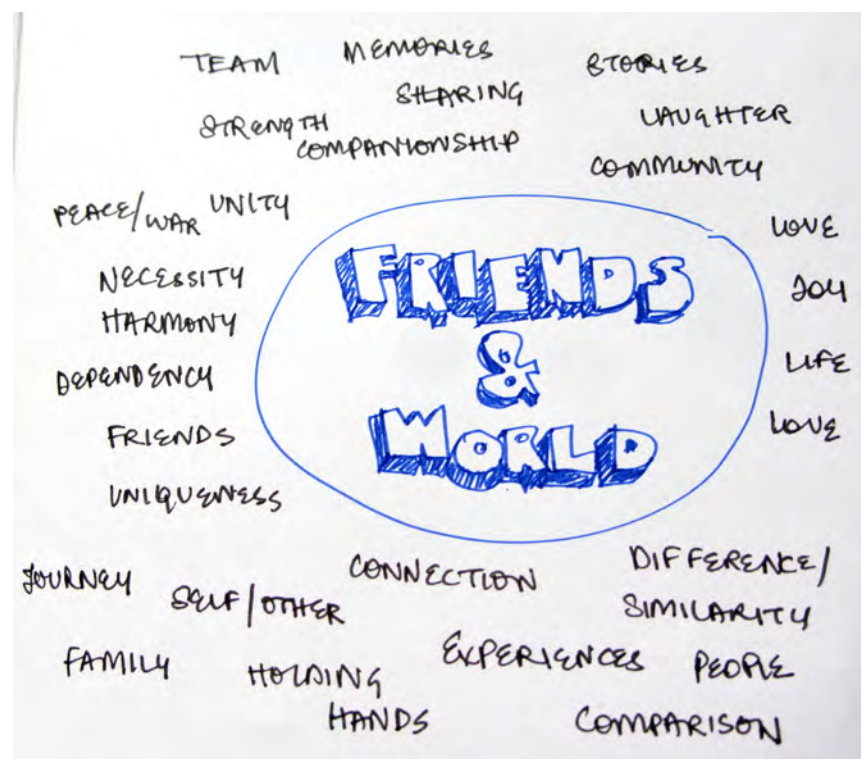 TEAM
MEMORIES
STORIES
SHARING
STRENGTH
LAUGHTER
COMPANIONSHIP
COMMUNITY
PEACE/WAR
UNITY
LOVE
NECESSITY
JOY
HARMONY
DEPENDENCY
LIFE
FRIENDS
LOVE
UNIQUENESS
FRIENDS
&
WORLD
JOURNEY
SELF/OTHER
CONNECTION
DIFFERENCE/
SIMILARITY
FAMILY
HOLDING
HANDS
EXPERIENCES
PEOPLE
COMPARISON